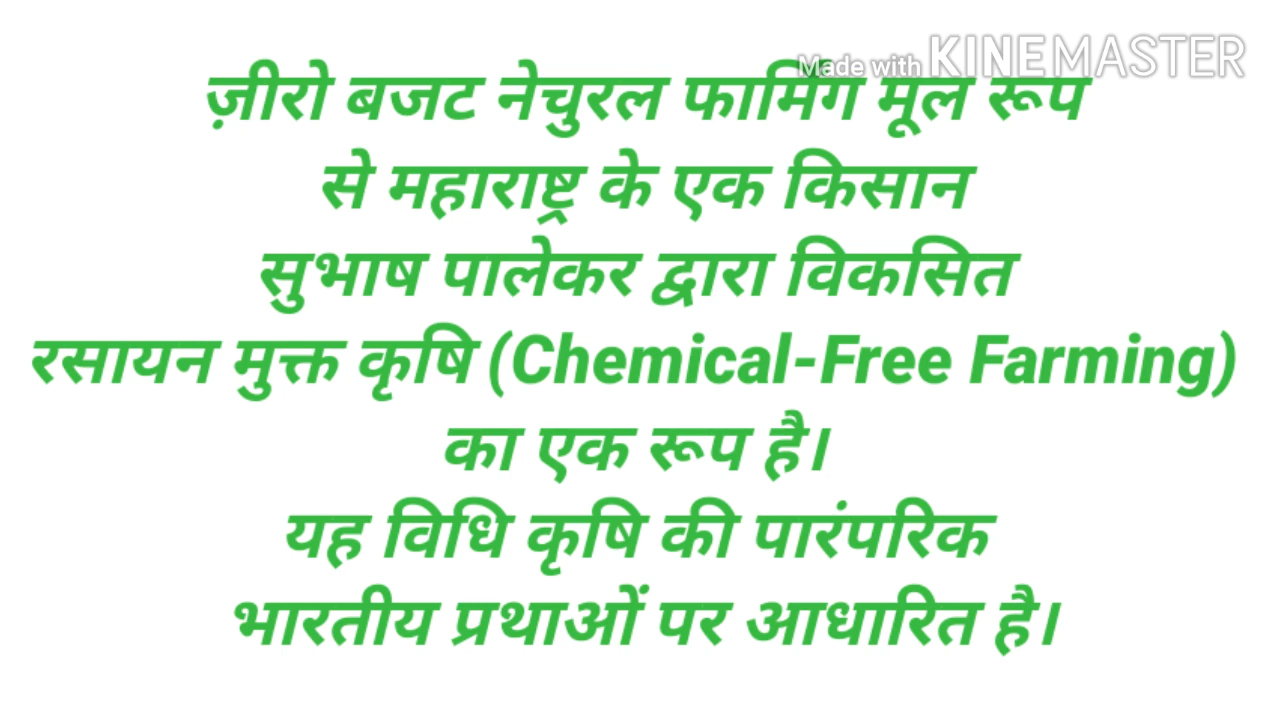 Made with KINEMASTER
ज़ीरो बजट नेचुरल फार्मिंग मूल रूप
से महाराष्ट्र के एक किसान
सुभाष पालेकर द्वारा विकसित
रसायन मुक्त कृषि (Chemical-Free Farming)
का एक रूप है।
यह विधि कृषि की पारंपरिक
भारतीय प्रथाओं पर आधारित है।